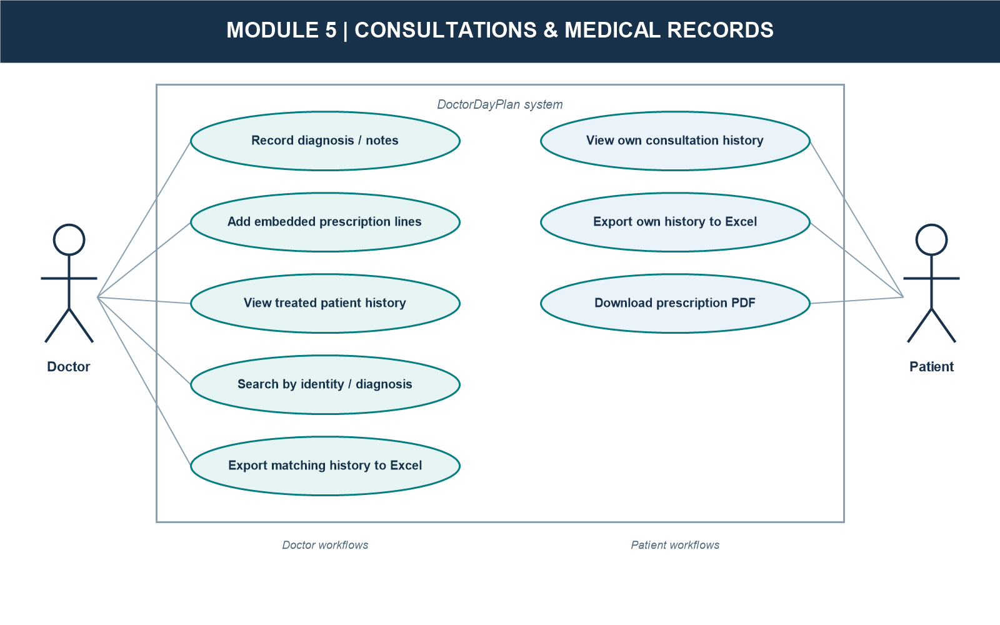 MODULE 5 | CONSULTATIONS & MEDICAL RECORDS
DoctorDayPlan system
Record diagnosis / notes
View own consultation history
Add embedded prescription lines
Export own history to Excel
View treated patient history
Download prescription PDF
Doctor
Patient
Search by identity / diagnosis
Export matching history to Excel
Doctor workflows
Patient workflows